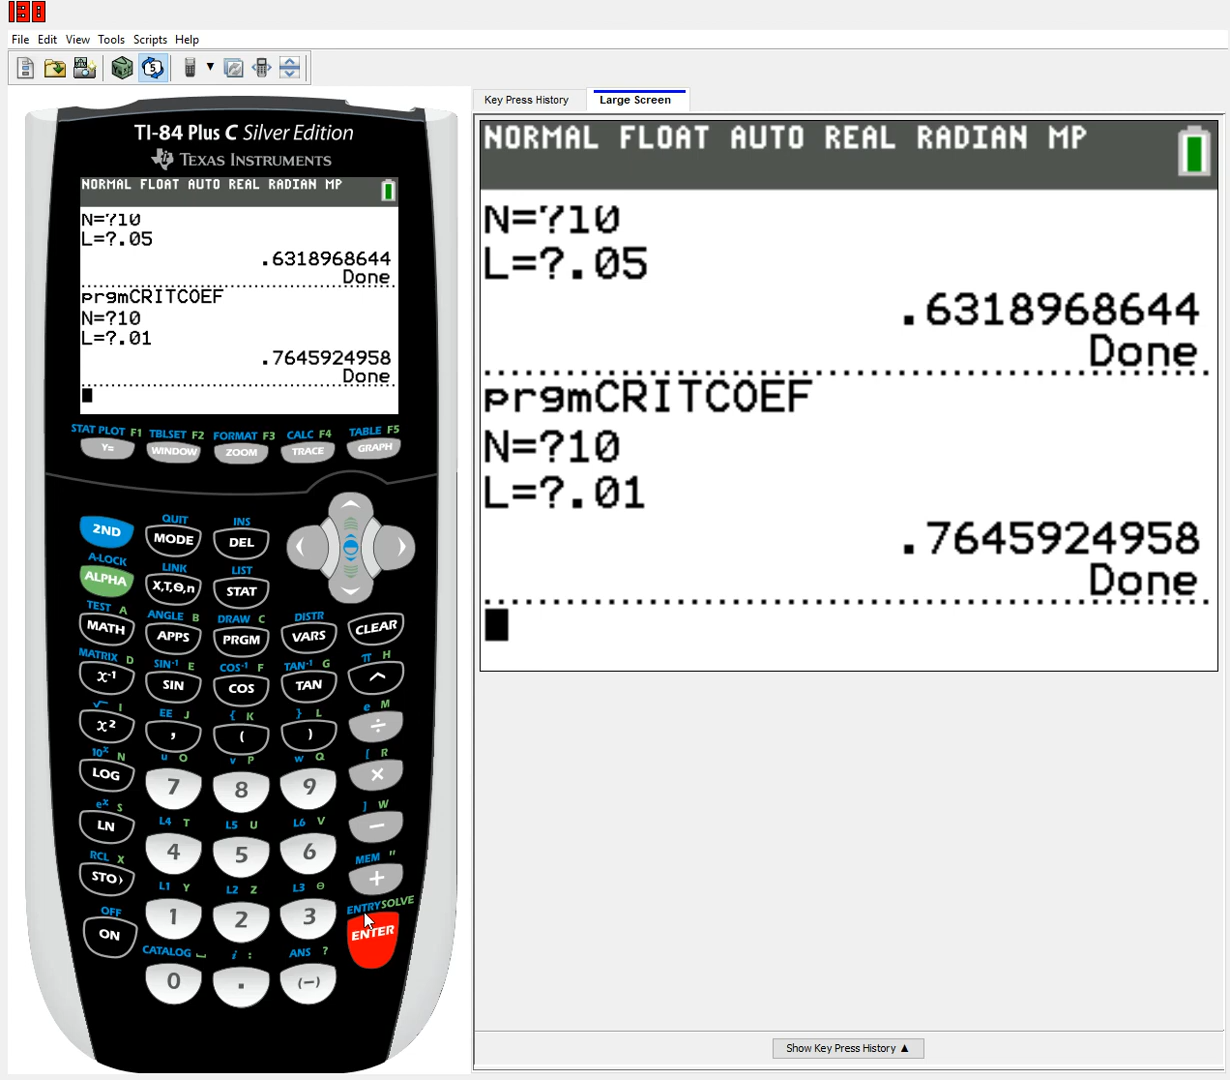 138
File Edit View Tools Scripts Help
TI-84 Plus C Silver Edition
TEXAS INSTRUMENTS
NORMAL FLOAT AUTO REAL RADIAN MP
N=?10
L=?.05
.6318968644
Done
prgmCRITCOEF
N=?10
L=?.01
.7645924958
Done
STAT PLOT F1 TBLSET F2 FORMAT F3 CALC F4 TABLE F5
Y= WINDOW ZOOM TRACE GRAPH
QUIT INS
2ND MODE DEL
A-LOCK LINK LIST
ALPHA X,T,Θ,n STAT
TEST A ANGLE B DRAW C DISTR
MATH APPS PRGM VARS CLEAR
MATRIX D SIN⁻¹ E COS⁻¹ F TAN⁻¹ G π H
x⁻¹ SIN COS TAN ^
√ I EE J { K } L e M
x² , ( ) ÷
10ˣ N u O v P w Q [ R
LOG 7 8 9 ×
eˣ S L4 T L5 U L6 V ] W
LN 4 5 6 −
RCL X L1 Y L2 Z L3 Θ MEM "
STO› 1 2 3 +
OFF CATALOG i : ANS ? ENTRY SOLVE
ON 0 . (−) ENTER
Key Press History Large Screen
NORMAL FLOAT AUTO REAL RADIAN MP
N=?10
L=?.05
.6318968644
Done
prgmCRITCOEF
N=?10
L=?.01
.7645924958
Done
Show Key Press History ▲